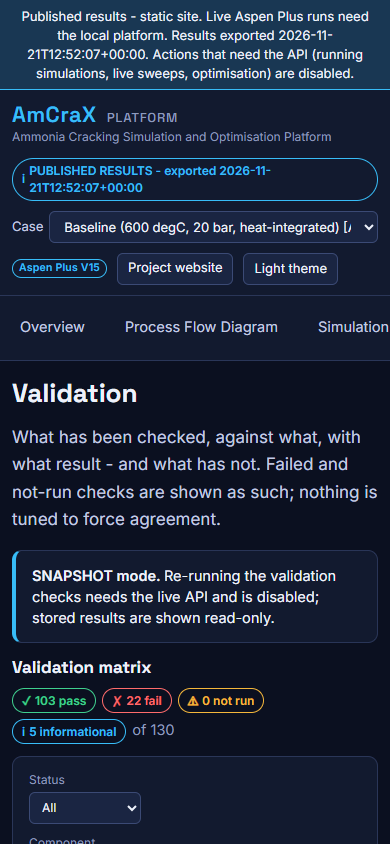 Published results - static site. Live Aspen Plus runs need
the local platform. Results exported 2026-11-
21T12:52:07+00:00. Actions that need the API (running
simulations, live sweeps, optimisation) are disabled.
AmCraX PLATFORM
Ammonia Cracking Simulation and Optimisation Platform
i PUBLISHED RESULTS - exported 2026-11-
21T12:52:07+00:00
Case Baseline (600 degC, 20 bar, heat-integrated) [
Aspen Plus V15 Project website Light theme
Overview Process Flow Diagram Simulation
Validation
What has been checked, against what, with
what result - and what has not. Failed and
not-run checks are shown as such; nothing is
tuned to force agreement.
SNAPSHOT mode. Re-running the validation
checks needs the live API and is disabled;
stored results are shown read-only.
Validation matrix
✓ 103 pass ✗ 22 fail ⚠ 0 not run
i 5 informational of 130
Status
All
Component